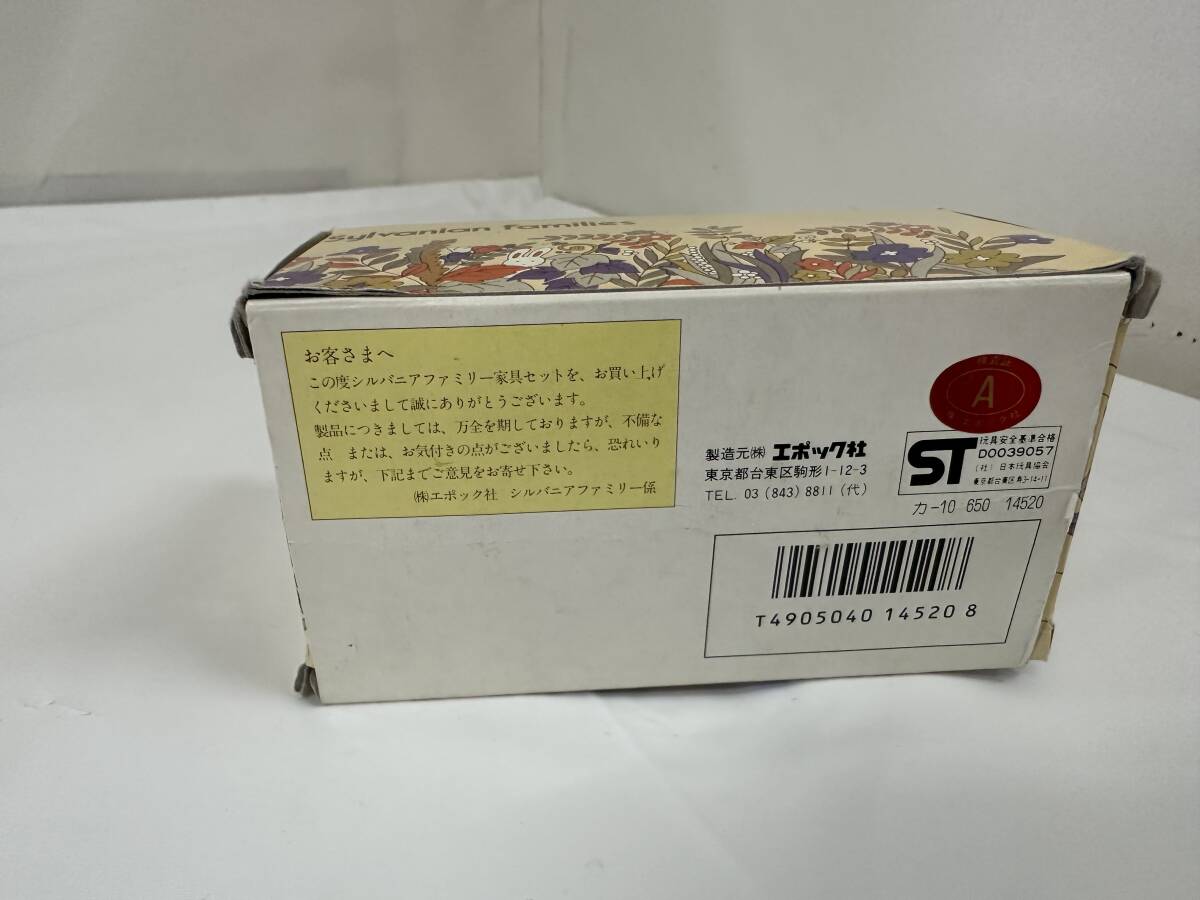 Sylvanian Families
お客さまへ
この度シルバニアファミリー家具セットを、お買い上げ
くださいまして誠にありがとうございます。
製品につきましては、万全を期しておりますが、不備な
点 または、お気付きの点がございましたら、恐れいり
ますが、下記までご意見をお寄せ下さい。
㈱エポック社 シルバニアファミリー係
製造元㈱ エポック社
東京都台東区駒形1-12-3
TEL. 03 (843) 8811 (代)
株式会社
A
エポック社
ST
玩具安全基準合格
D0039057
(社) 日本玩具協会
カ-10 650 14520
T4905040 14520 8